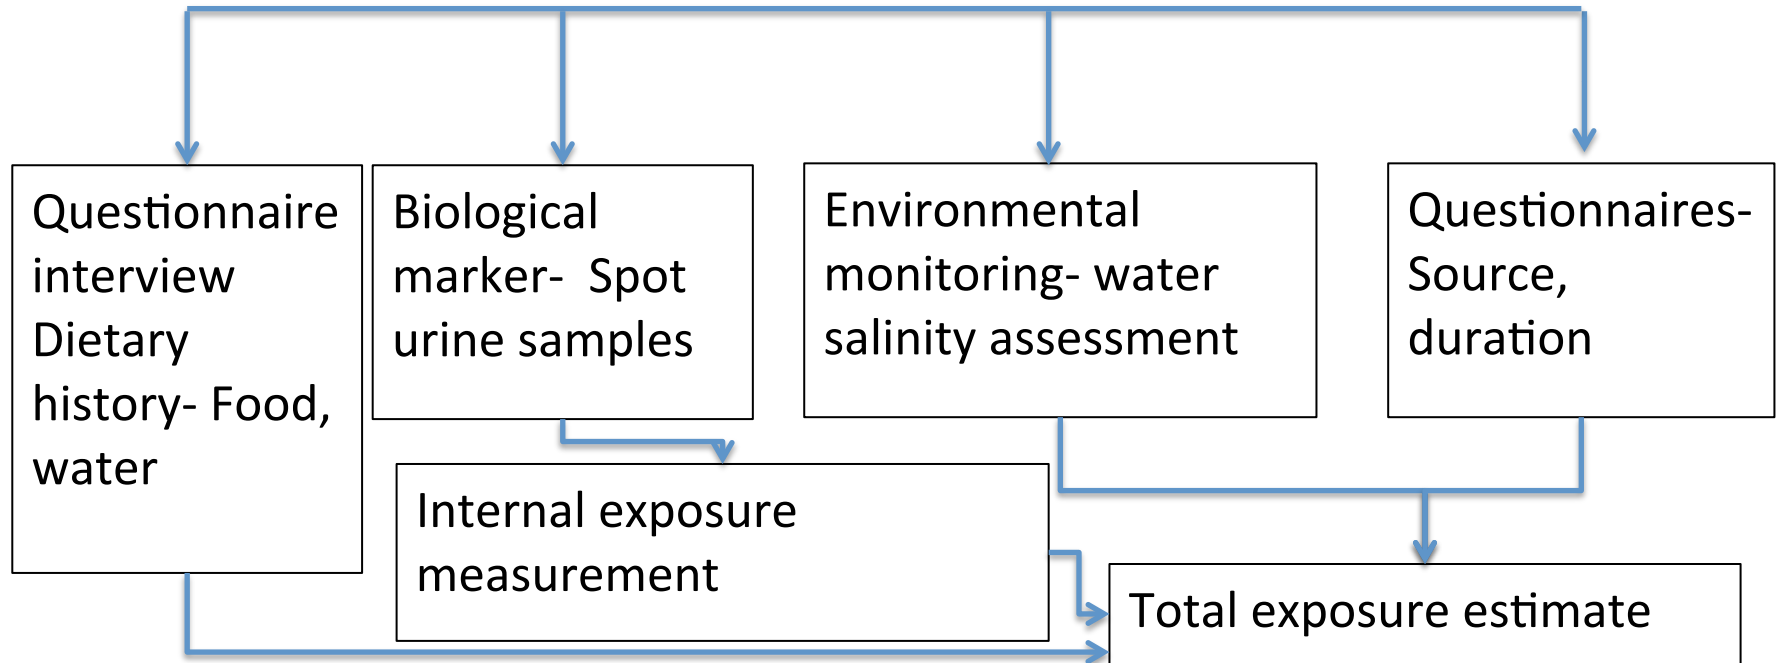 Questionnaire
interview
Dietary
history- Food,
water
Biological
marker-  Spot
urine samples
Environmental
monitoring- water
salinity assessment
Questionnaires-
Source,
duration
Internal exposure
measurement
Total exposure estimate